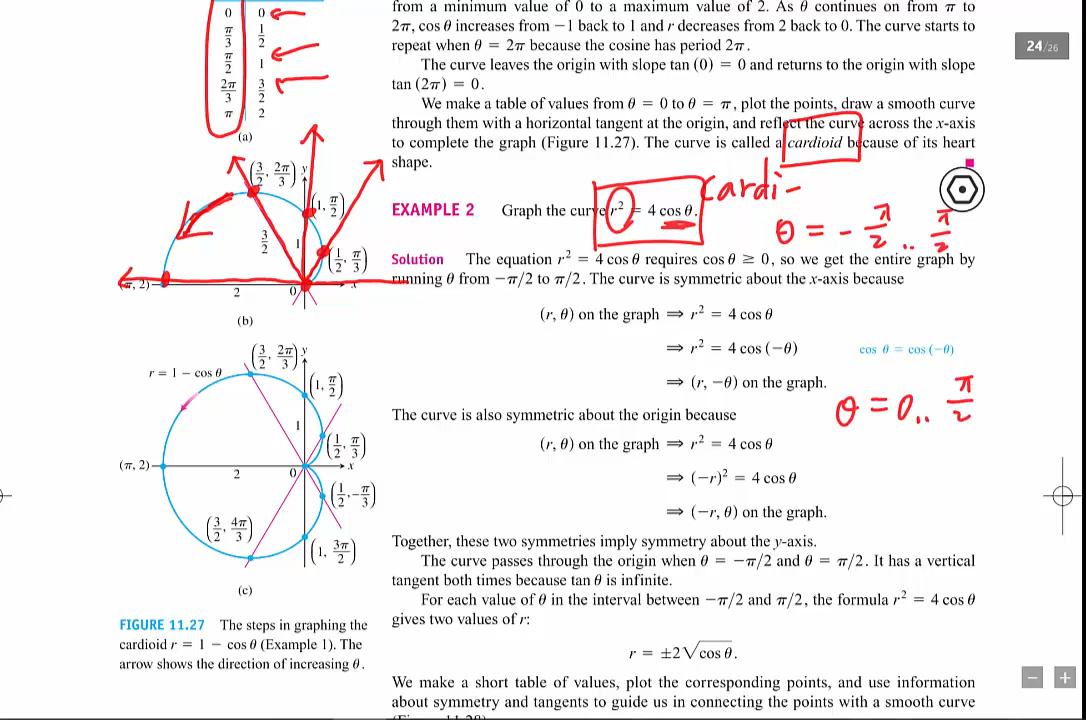 0 0
π/3 1/2
π/2 1
2π/3 3/2
π 2
(a)
(3/2, 2π/3) y
(1, π/2)
3/2
1
(1/2, π/3)
(π, 2)
2
0
x
(b)
(3/2, 2π/3) y
r = 1 − cos θ
(1, π/2)
1
(1/2, π/3)
(π, 2)
2
0
x
(1/2, −π/3)
(3/2, 4π/3)
(1, 3π/2)
(c)
FIGURE 11.27 The steps in graphing the
cardioid r = 1 − cos θ (Example 1). The
arrow shows the direction of increasing θ.
from a minimum value of 0 to a maximum value of 2. As θ continues on from π to
2π, cos θ increases from −1 back to 1 and r decreases from 2 back to 0. The curve starts to
repeat when θ = 2π because the cosine has period 2π.
The curve leaves the origin with slope tan (0) = 0 and returns to the origin with slope
tan (2π) = 0.
We make a table of values from θ = 0 to θ = π, plot the points, draw a smooth curve
through them with a horizontal tangent at the origin, and reflect the curve across the x-axis
to complete the graph (Figure 11.27). The curve is called a cardioid because of its heart
shape.
cardi-
EXAMPLE 2 Graph the curve r² = 4 cos θ.
θ = − π/2 .. π/2
Solution The equation r² = 4 cos θ requires cos θ ≥ 0, so we get the entire graph by
running θ from −π/2 to π/2. The curve is symmetric about the x-axis because
(r, θ) on the graph ⇒ r² = 4 cos θ
⇒ r² = 4 cos (−θ) cos θ = cos (−θ)
⇒ (r, −θ) on the graph.
θ = 0.. π/2
The curve is also symmetric about the origin because
(r, θ) on the graph ⇒ r² = 4 cos θ
⇒ (−r)² = 4 cos θ
⇒ (−r, θ) on the graph.
Together, these two symmetries imply symmetry about the y-axis.
The curve passes through the origin when θ = −π/2 and θ = π/2. It has a vertical
tangent both times because tan θ is infinite.
For each value of θ in the interval between −π/2 and π/2, the formula r² = 4 cos θ
gives two values of r:
r = ±2√cos θ.
We make a short table of values, plot the corresponding points, and use information
about symmetry and tangents to guide us in connecting the points with a smooth curve
24/26